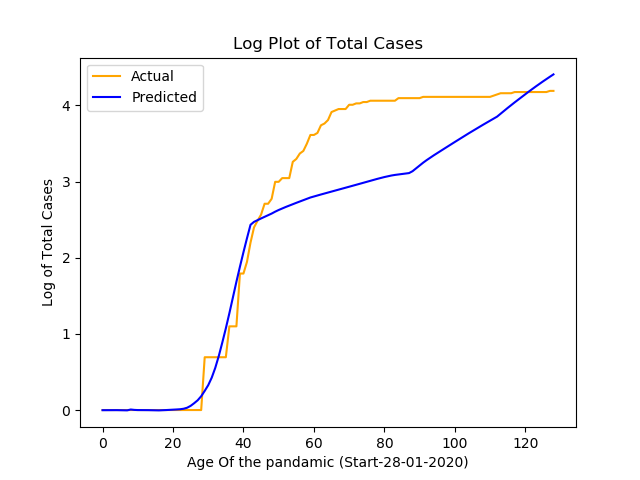 Log Plot of Total Cases
Actual
Predicted
4
3
2
1
0
Log of Total Cases
0 20 40 60 80 100 120
Age Of the pandamic (Start-28-01-2020)